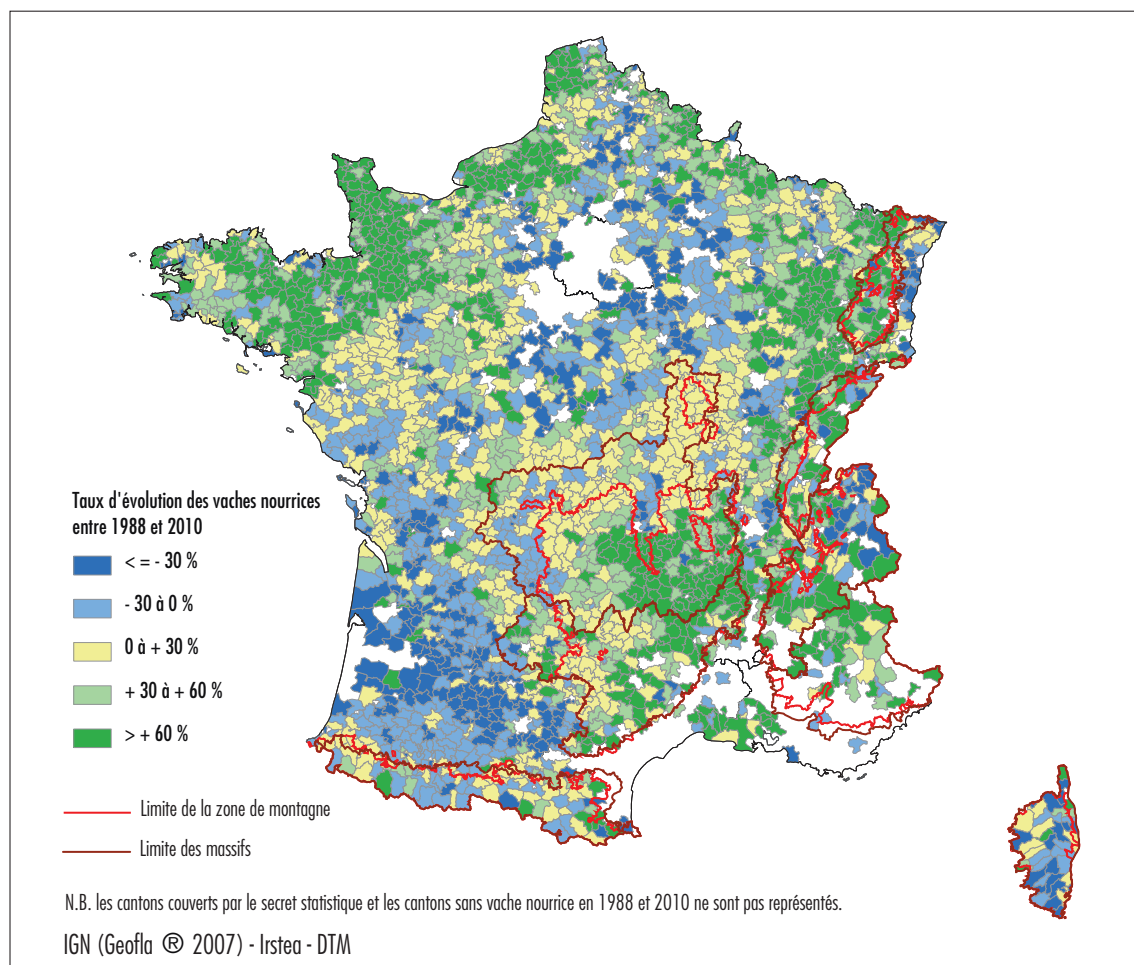 Taux d'évolution des vaches nourrices
entre 1988 et 2010
< = - 30 %
- 30 à 0 %
0 à + 30 %
+ 30 à + 60 %
> + 60 %
Limite de la zone de montagne
Limite des massifs
N.B. les cantons couverts par le secret statistique et les cantons sans vache nourrice en 1988 et 2010 ne sont pas représentés.
IGN (Geofla ® 2007) - Irstea - DTM